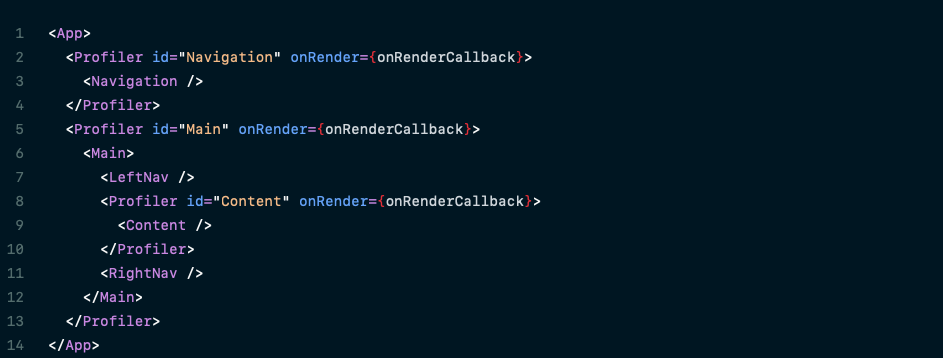 1 <App>
2   <Profiler id="Navigation" onRender={onRenderCallback}>
3     <Navigation />
4   </Profiler>
5   <Profiler id="Main" onRender={onRenderCallback}>
6     <Main>
7       <LeftNav />
8       <Profiler id="Content" onRender={onRenderCallback}>
9         <Content />
10       </Profiler>
11       <RightNav />
12     </Main>
13   </Profiler>
14 </App>